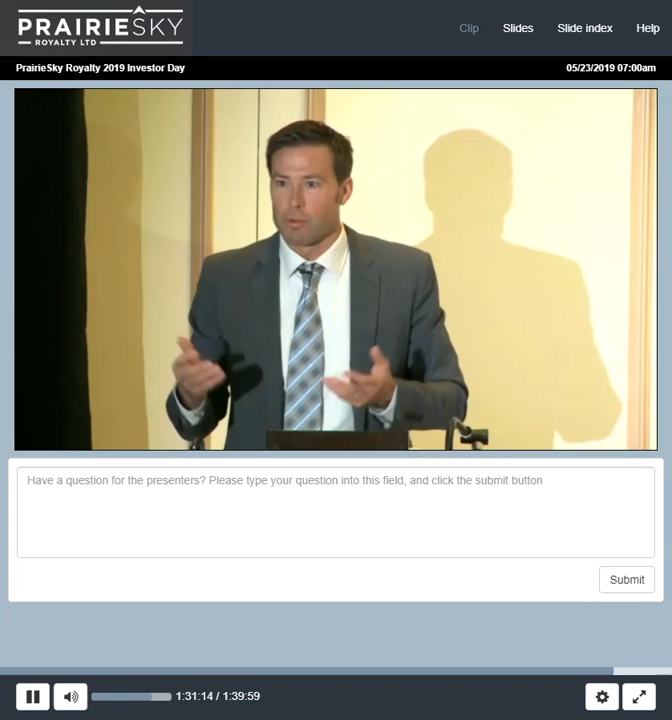 PRAIRIESKY
ROYALTY LTD
Clip Slides Slide index Help
PrairieSky Royalty 2019 Investor Day 05/23/2019 07:00am
Have a question for the presenters? Please type your question into this field, and click the submit button
Submit
1:31:14 / 1:39:59